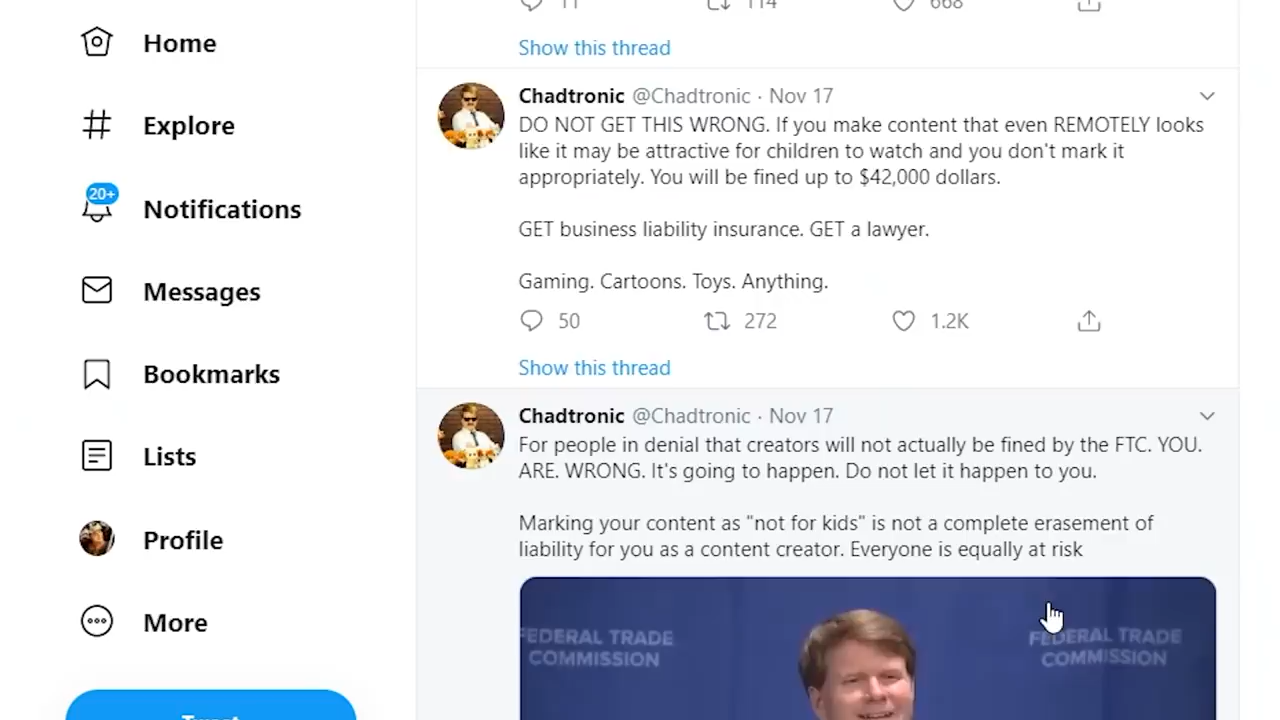 11 114 668
Show this thread
Home
Explore
20+
Notifications
Messages
Bookmarks
Lists
Profile
More
Tweet
Chadtronic @Chadtronic · Nov 17
DO NOT GET THIS WRONG. If you make content that even REMOTELY looks
like it may be attractive for children to watch and you don't mark it
appropriately. You will be fined up to $42,000 dollars.
GET business liability insurance. GET a lawyer.
Gaming. Cartoons. Toys. Anything.
50 272 1.2K
Show this thread
Chadtronic @Chadtronic · Nov 17
For people in denial that creators will not actually be fined by the FTC. YOU.
ARE. WRONG. It's going to happen. Do not let it happen to you.
Marking your content as "not for kids" is not a complete erasement of
liability for you as a content creator. Everyone is equally at risk
FEDERAL TRADE
COMMISSION
FEDERAL TRADE
COMMISSION